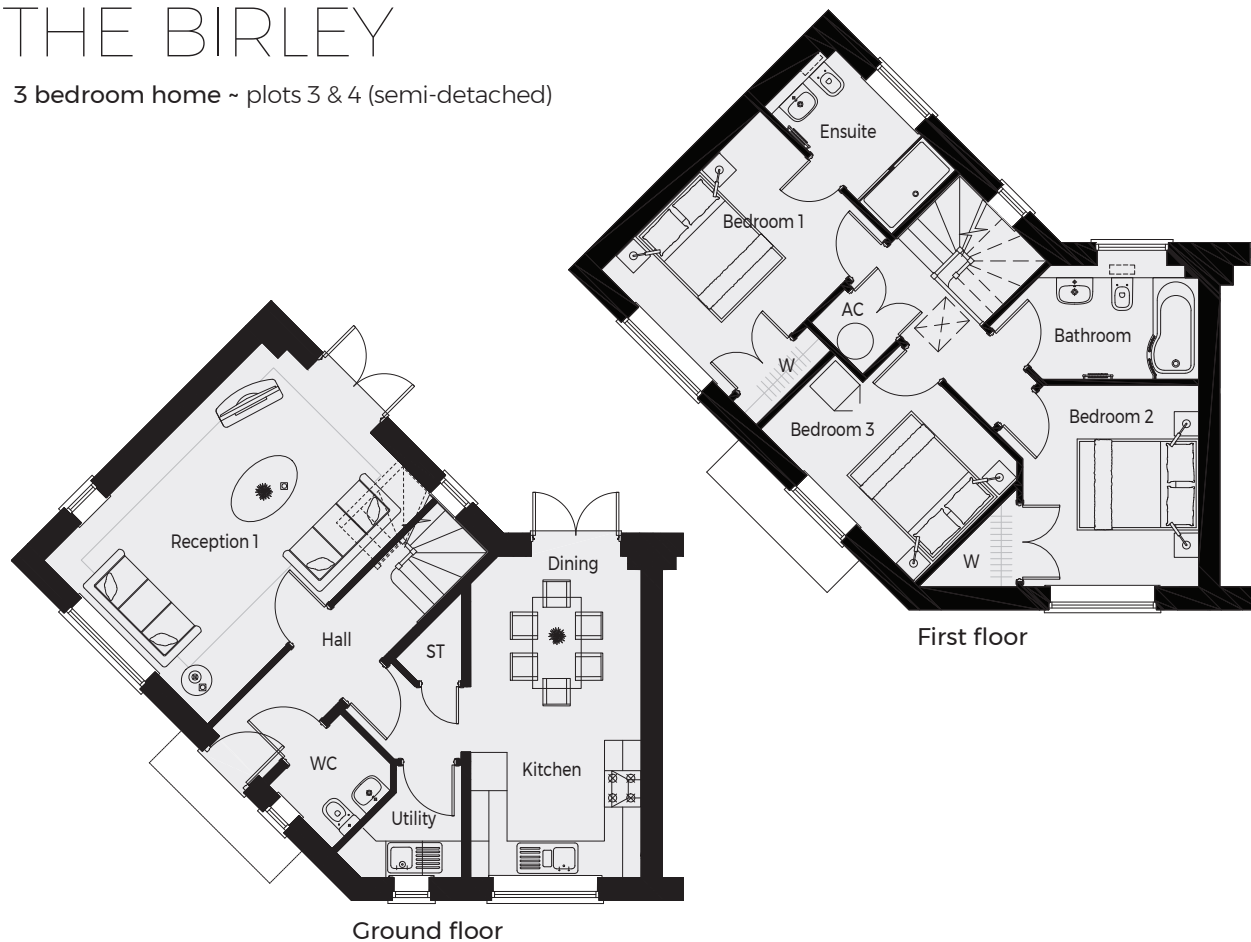 THE BIRLEY
3 bedroom home ~ plots 3 & 4 (semi-detached)
Ensuite
Bedroom 1
AC
Bathroom
W
Bedroom 2
Bedroom 3
W
First floor
Reception 1
Dining
Hall
ST
WC
Kitchen
Utility
Ground floor